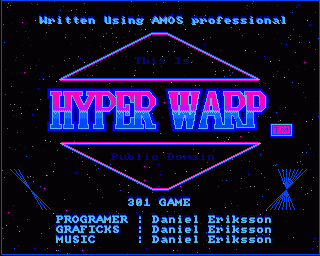 Written Using AMOS professional
This Is
HYPER WARP
Public Domain
301 GAME
PROGRAMER : Daniel Eriksson
GRAFICKS : Daniel Eriksson
MUSIC : Daniel Eriksson